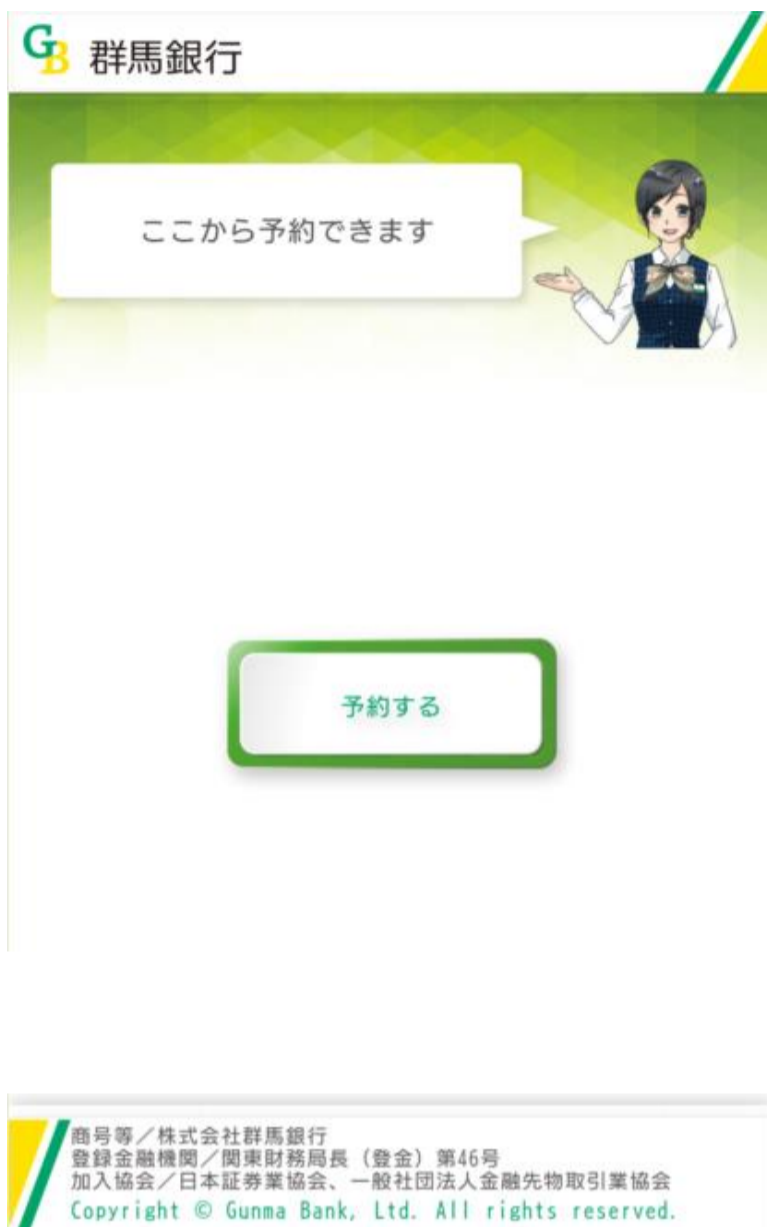 GB 群馬銀行
ここから予約できます
予約する
商号等／株式会社群馬銀行
登録金融機関／関東財務局長（登金）第46号
加入協会／日本証券業協会、一般社団法人金融先物取引業協会
Copyright © Gunma Bank, Ltd. All rights reserved.